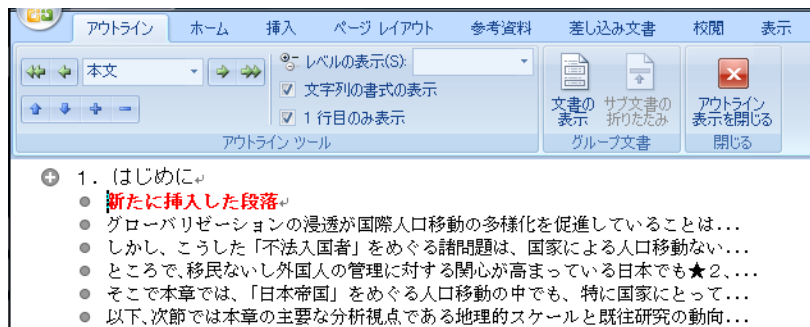 アウトライン ホーム 挿入 ページ レイアウト 参考資料 差し込み文書 校閲 表示
本文 レベルの表示(S):
文字列の書式の表示
1 行目のみ表示
文書の表示 サブ文書の折りたたみ アウトライン表示を閉じる
アウトライン ツール グループ文書 閉じる
1. はじめに↵
新たに挿入した段落↵
グローバリゼーションの浸透が国際人口移動の多様化を促進していることは...
しかし、こうした「不法入国者」をめぐる諸問題は、国家による人口移動ない...
ところで、移民ないし外国人の管理に対する関心が高まっている日本でも★2、...
そこで本章では、「日本帝国」をめぐる人口移動の中でも、特に国家にとって...
以下、次節では本章の主要な分析視点である地理的スケールと既往研究の動向...